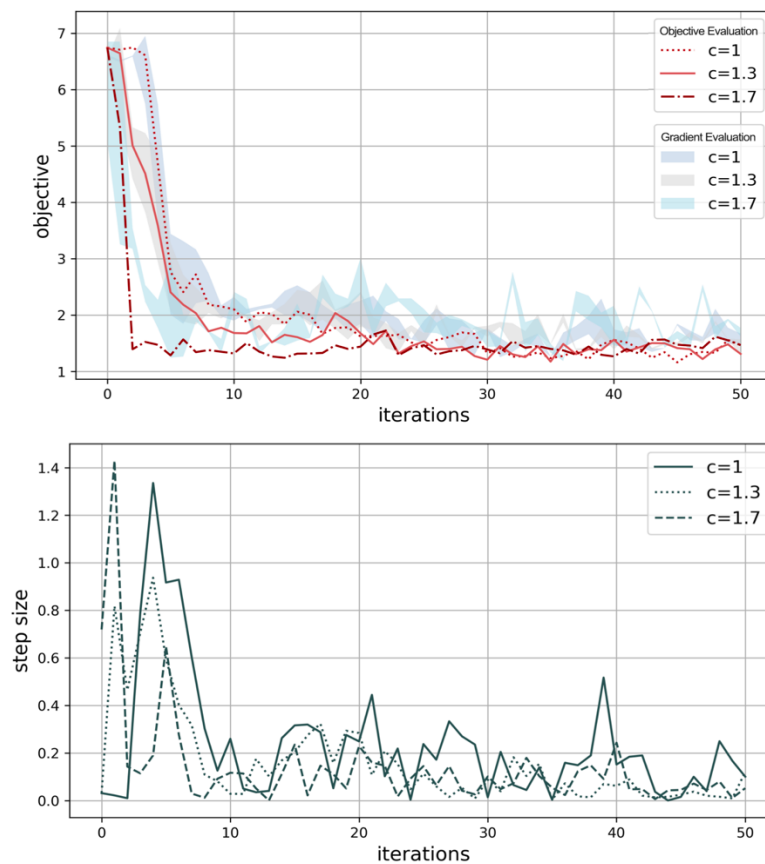 7
6
5
4
3
2
1
objective
0
10
20
30
40
50
iterations
Objective Evaluation
c=1
c=1.3
c=1.7
Gradient Evaluation
c=1
c=1.3
c=1.7
1.4
1.2
1.0
0.8
0.6
0.4
0.2
0.0
step size
0
10
20
30
40
50
iterations
c=1
c=1.3
c=1.7